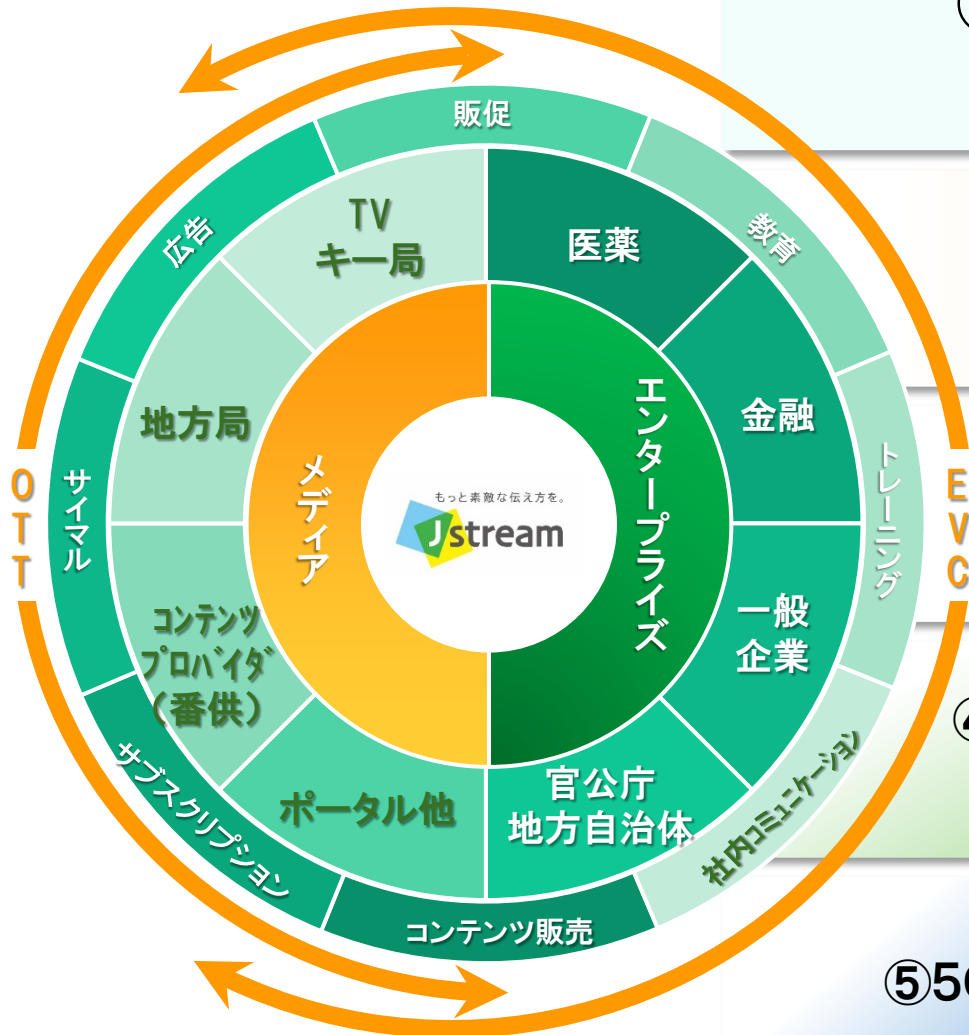 販促
広告
教育
TV
キー局
医薬
地方局
金融
サイマル
トレーニング
OTT
EVC
メディア
エンタープライズ
もっと素敵な伝え方を。
Jstream
コンテンツ
プロバイダ
(番供)
一般
企業
ポータル他
官公庁
地方自治体
サブスクリプション
社内コミュニケーション
コンテンツ販売
⑤5